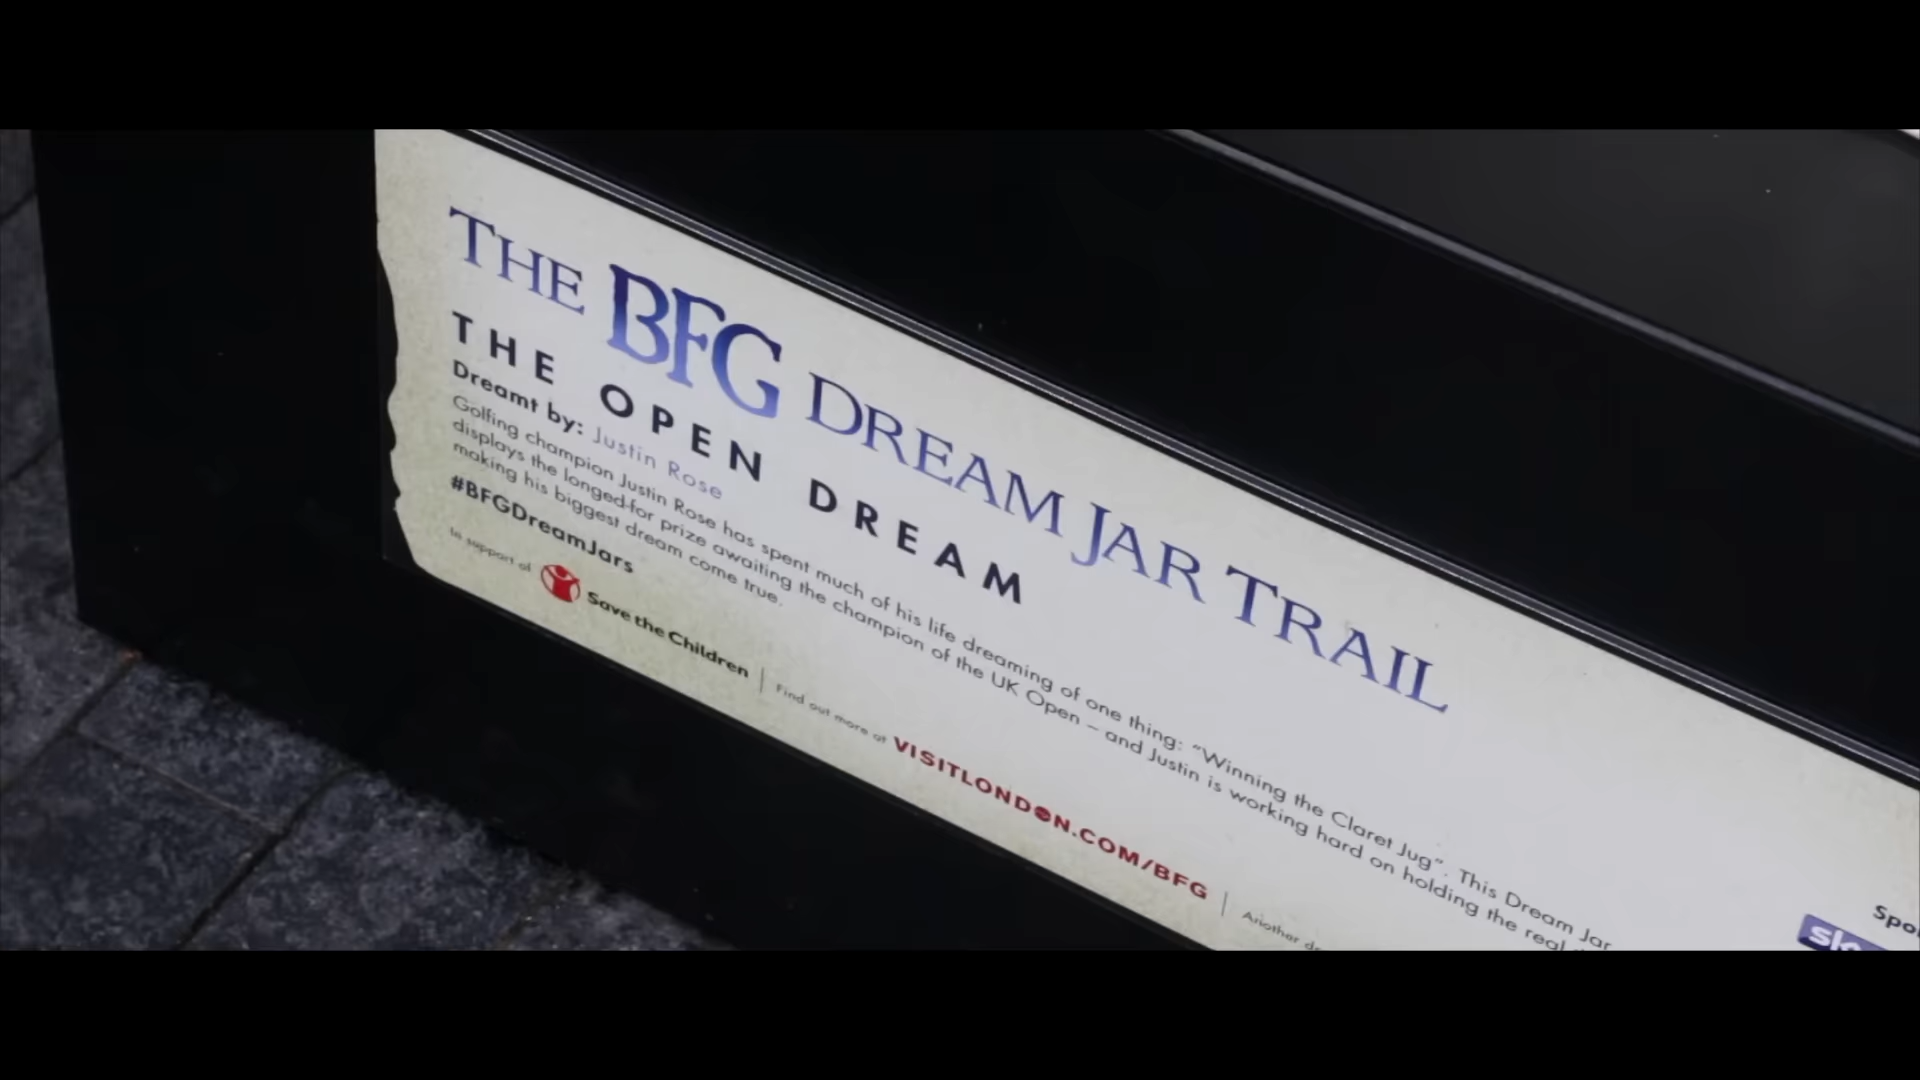 THE BFG DREAM JAR TRAIL
THE OPEN DREAM
Dreamt by: Justin Rose
Golfing champion Justin Rose has spent much of his life dreaming of one thing: "Winning the Claret Jug". This Dream Jar
displays the longed-for prize awaiting the champion of the UK Open – and Justin is working hard on holding the real
making his biggest dream come true.
#BFGDreamJars
In support of Save the Children | Find out more at VISITLONDON.COM/BFG | Another